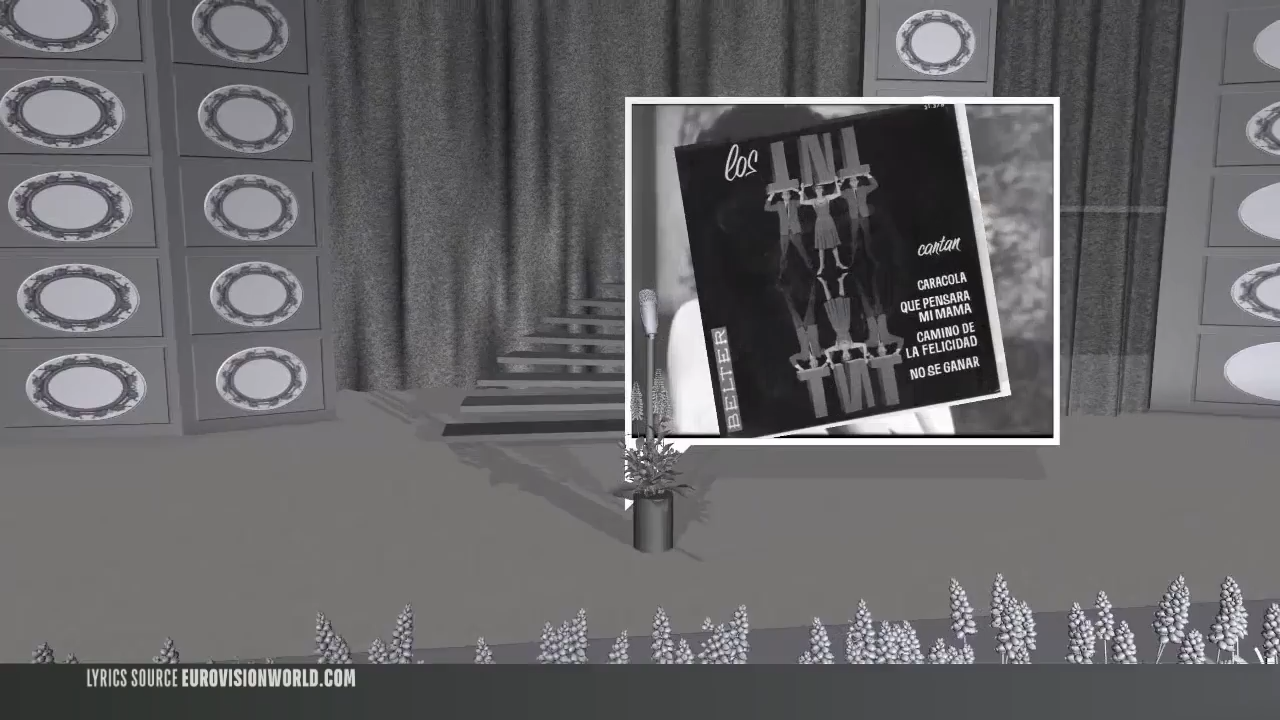 los
TNT
cantan
CARACOLA
QUE PENSARA
MI MAMA
CAMINO DE
LA FELICIDAD
NO SE GANAR
BELTER
TNT
LYRICS SOURCE EUROVISIONWORLD.COM